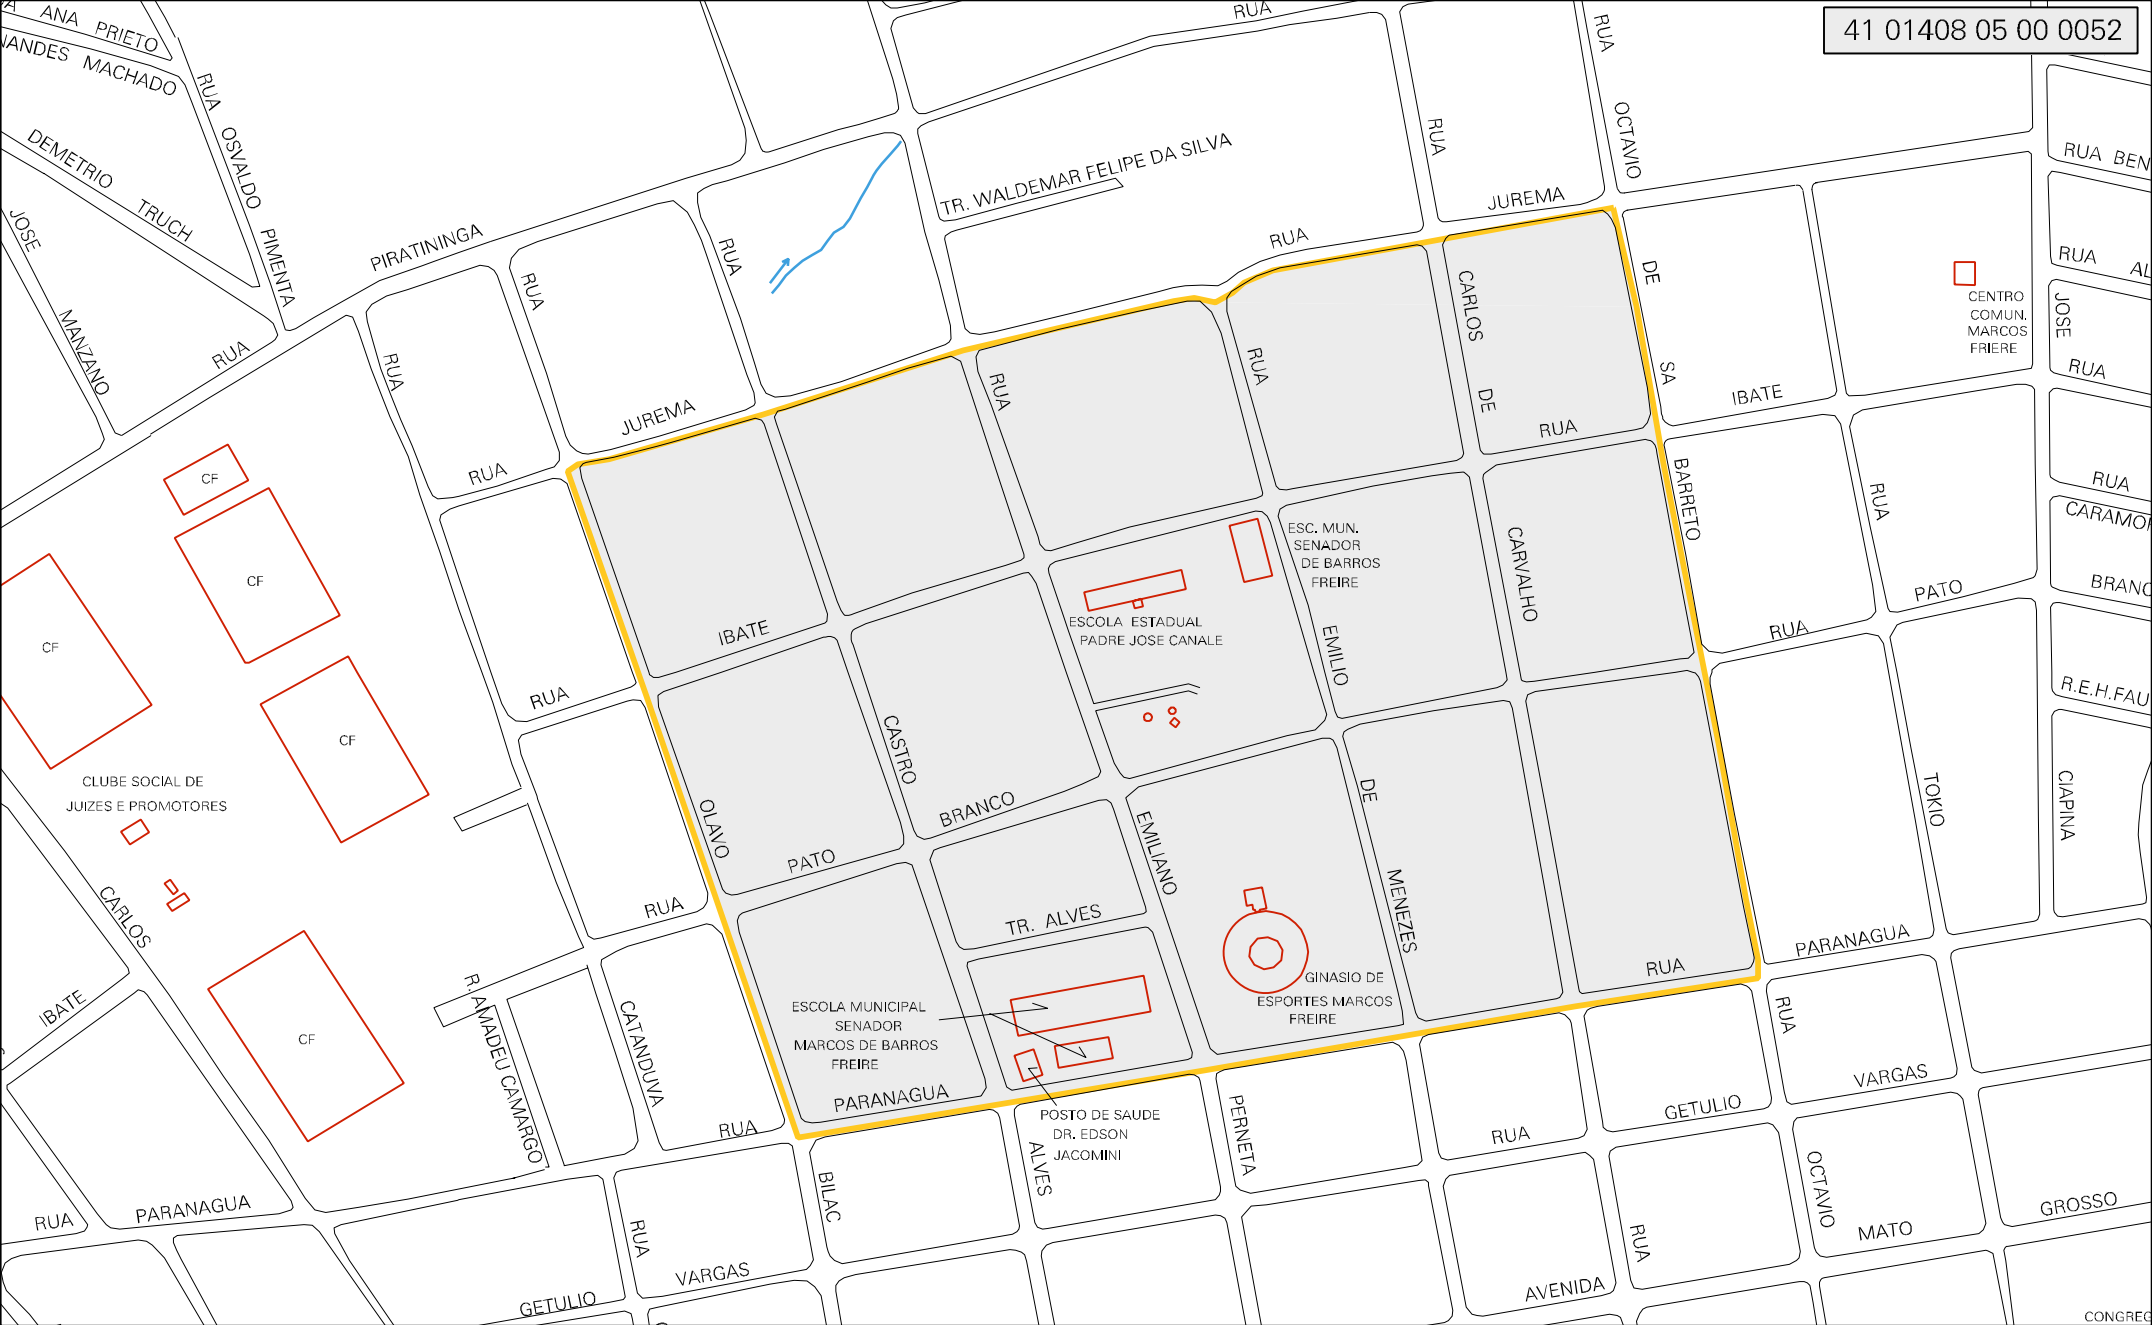 41 01408 05 00 0052
ANA PRIETO
MACHADO
RUA OSVALDO PIMENTA
DEMETRIO TRUCH
JOSE MANZANO
RUA PIRATININGA
RUA
RUA
RUA
RUA
RUA
RUA
OCTAVIO
TR. WALDEMAR FELIPE DA SILVA
RUA JUREMA
RUA
JUREMA
RUA
RUA
RUA
RUA
CARLOS DE CARVALHO
RUA
DE SA BARRETO
IBATE
CENTRO
COMUN.
MARCOS
FRIERE
JOSE
CIAPINA
RUA BEN
RUA AL
RUA
RUA
CARAMO
BRANC
R.E.H.FAU
RUA
TOKIO
PATO
RUA
CF
CF
CF
CF
CF
CLUBE SOCIAL DE
JUIZES E PROMOTORES
ESC. MUN.
SENADOR
DE BARROS
FREIRE
ESCOLA ESTADUAL
PADRE JOSE CANALE
IBATE
RUA
CASTRO
EMILIO DE MENEZES
OLAVO
BRANCO
PATO
RUA
EMILIANO
TR. ALVES
GINASIO DE
ESPORTES MARCOS
FREIRE
ESCOLA MUNICIPAL
SENADOR
MARCOS DE BARROS
FREIRE
POSTO DE SAUDE
DR. EDSON
JACOMINI
RUA PARANAGUA
PARANAGUA
RUA
CARLOS
IBATE
R. AMADEU CAMARGO
CATANDUVA
RUA PARANAGUA
RUA
BILAC
ALVES
PERNETA
RUA GETULIO VARGAS
RUA
OCTAVIO
RUA
GETULIO VARGAS
AVENIDA MATO GROSSO
CONGREG